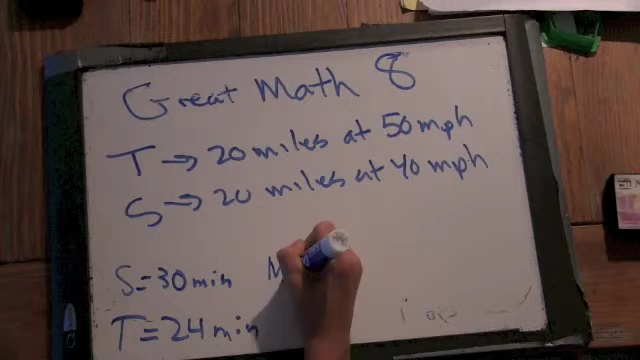 Great Math 8
T → 20 miles at 50 mph
S → 20 miles at 40 mph
S = 30 min
T = 24 min